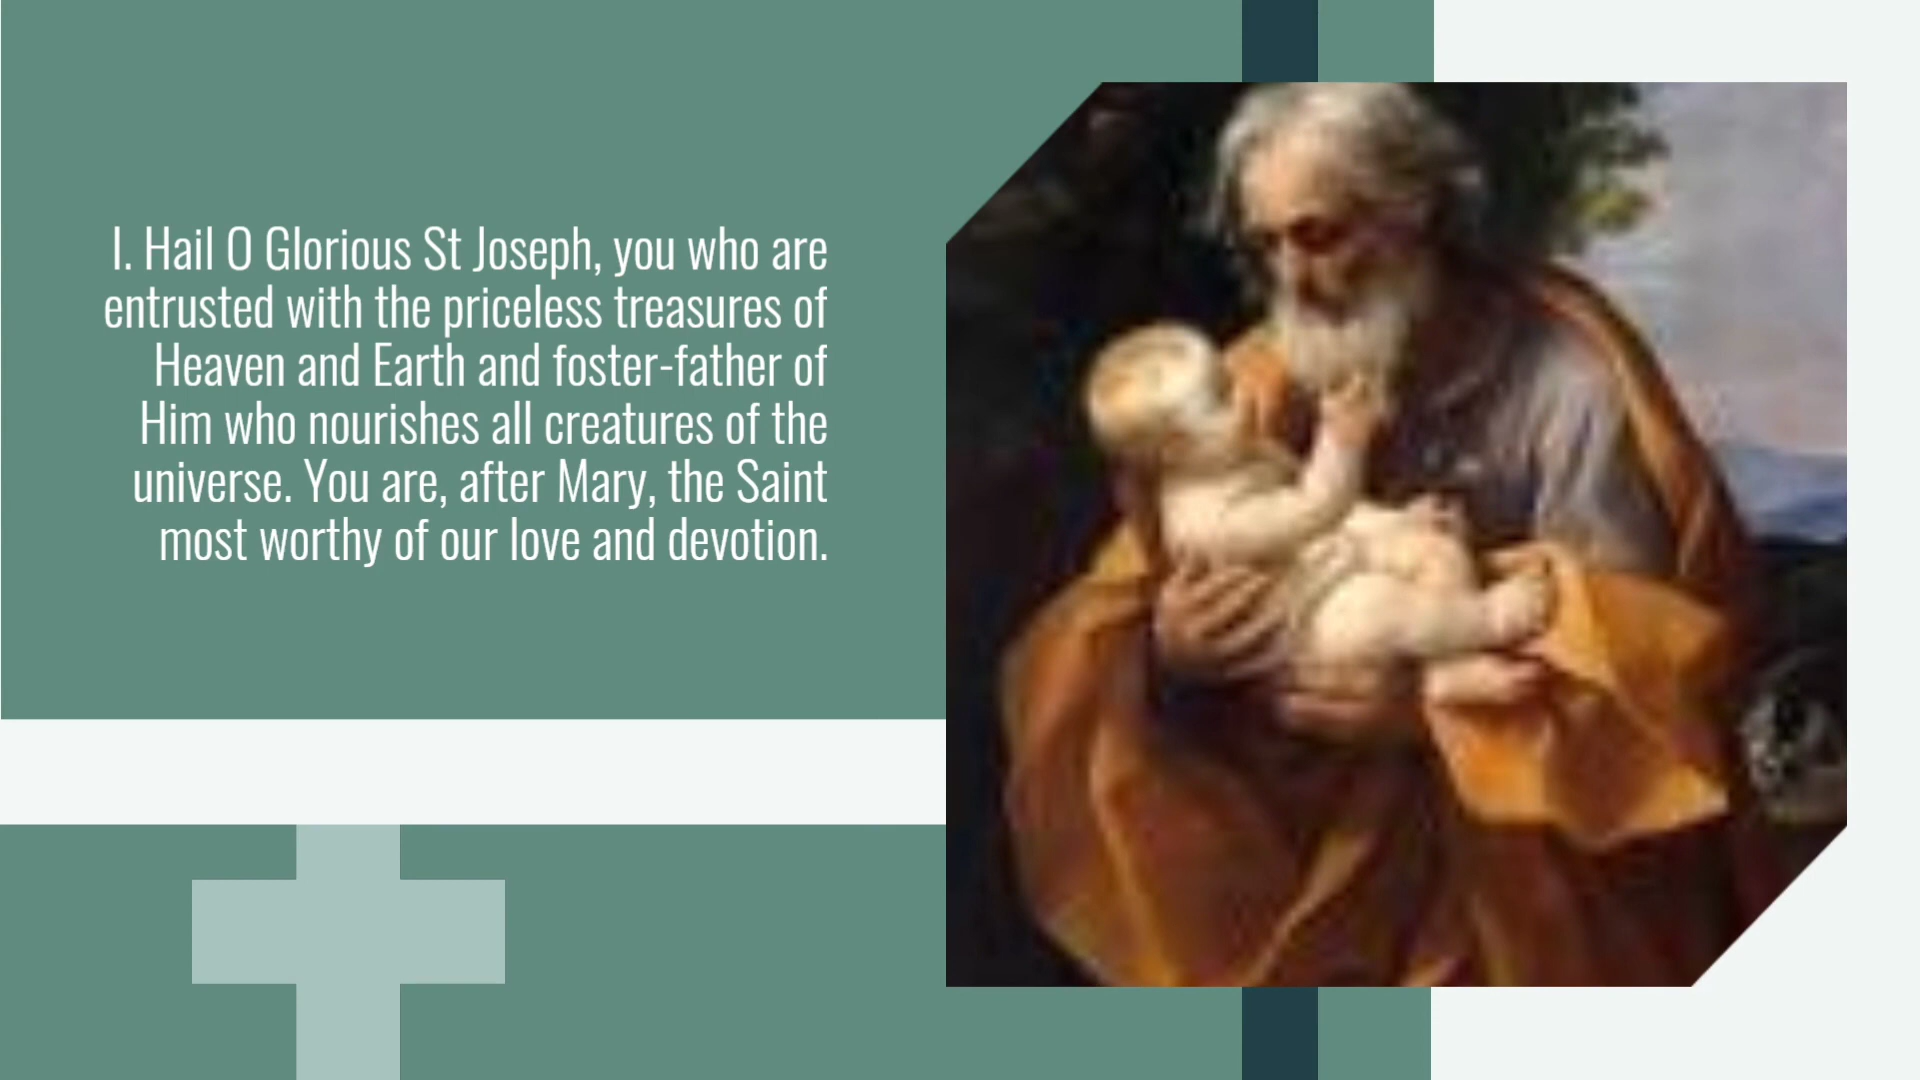 I. Hail O Glorious St Joseph, you who are
entrusted with the priceless treasures of
Heaven and Earth and foster-father of
Him who nourishes all creatures of the
universe. You are, after Mary, the Saint
most worthy of our love and devotion.